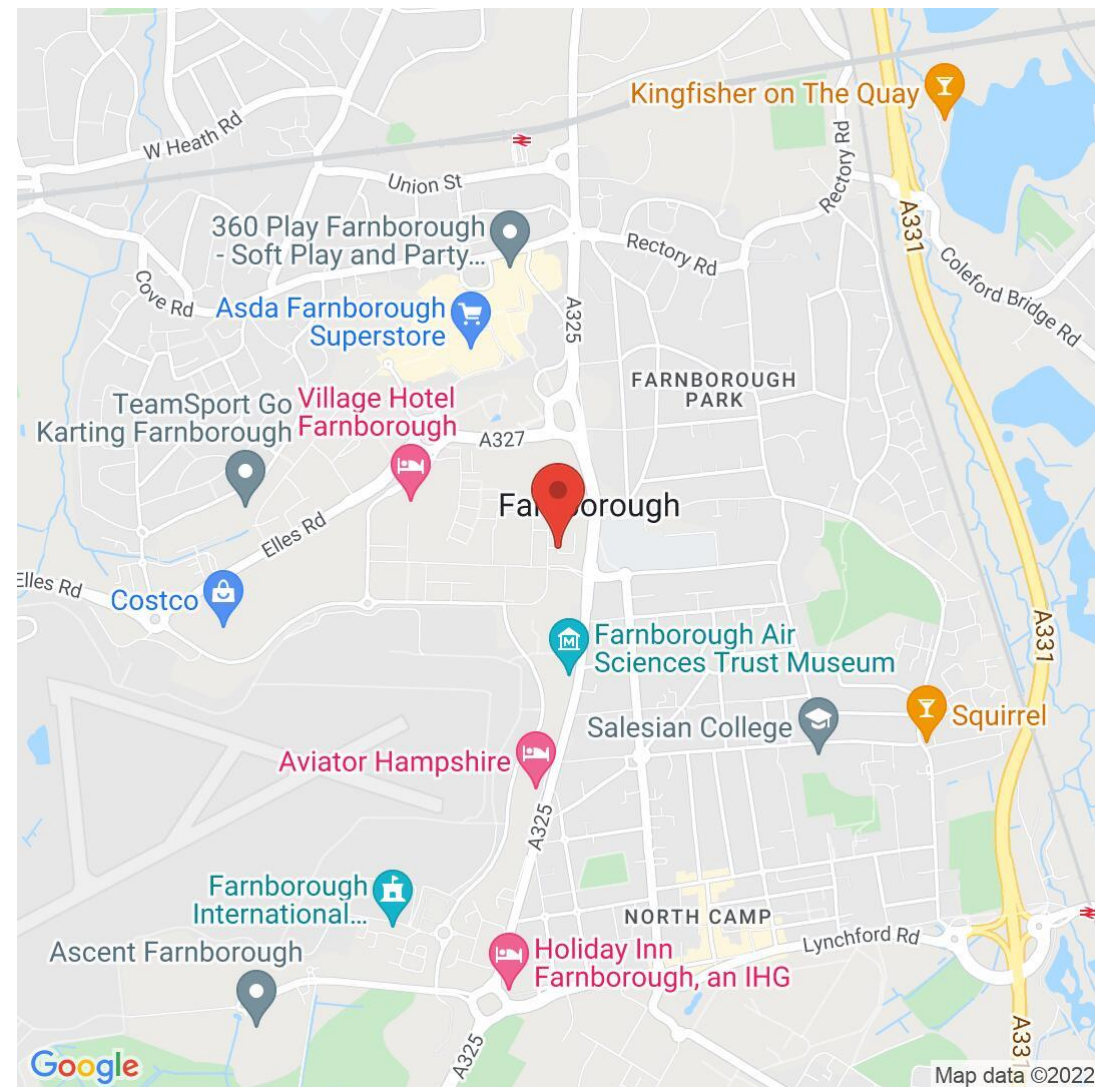 Kingfisher on The Quay
W Heath Rd
Rectory Rd
Union St
A331
360 Play Farnborough
- Soft Play and Party...
Rectory Rd
Coleford Bridge Rd
Cove Rd
Asda Farnborough
Superstore
A325
FARNBOROUGH
PARK
TeamSport Go
Karting Farnborough
Village Hotel
Farnborough
A327
Elles Rd
Elles Rd
Costco
A331
Farnborough Air
Sciences Trust Museum
Salesian College
Squirrel
Aviator Hampshire
A325
Farnborough
International...
NORTH CAMP
Lynchford Rd
Ascent Farnborough
Holiday Inn
Farnborough, an IHG
A325
Google
Map data ©2022